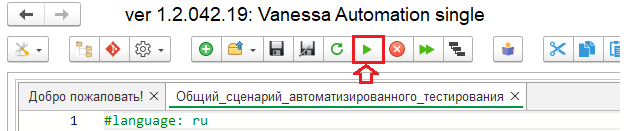 ver 1.2.042.19: Vanessa Automation single
Добро пожаловать! Общий_сценарий_автоматизированного_тестирования
1 #language: ru